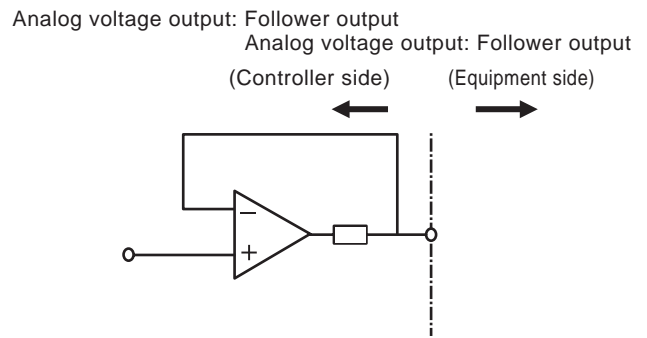 Analog voltage output: Follower output
Analog voltage output: Follower output
(Controller side) (Equipment side)
−
+